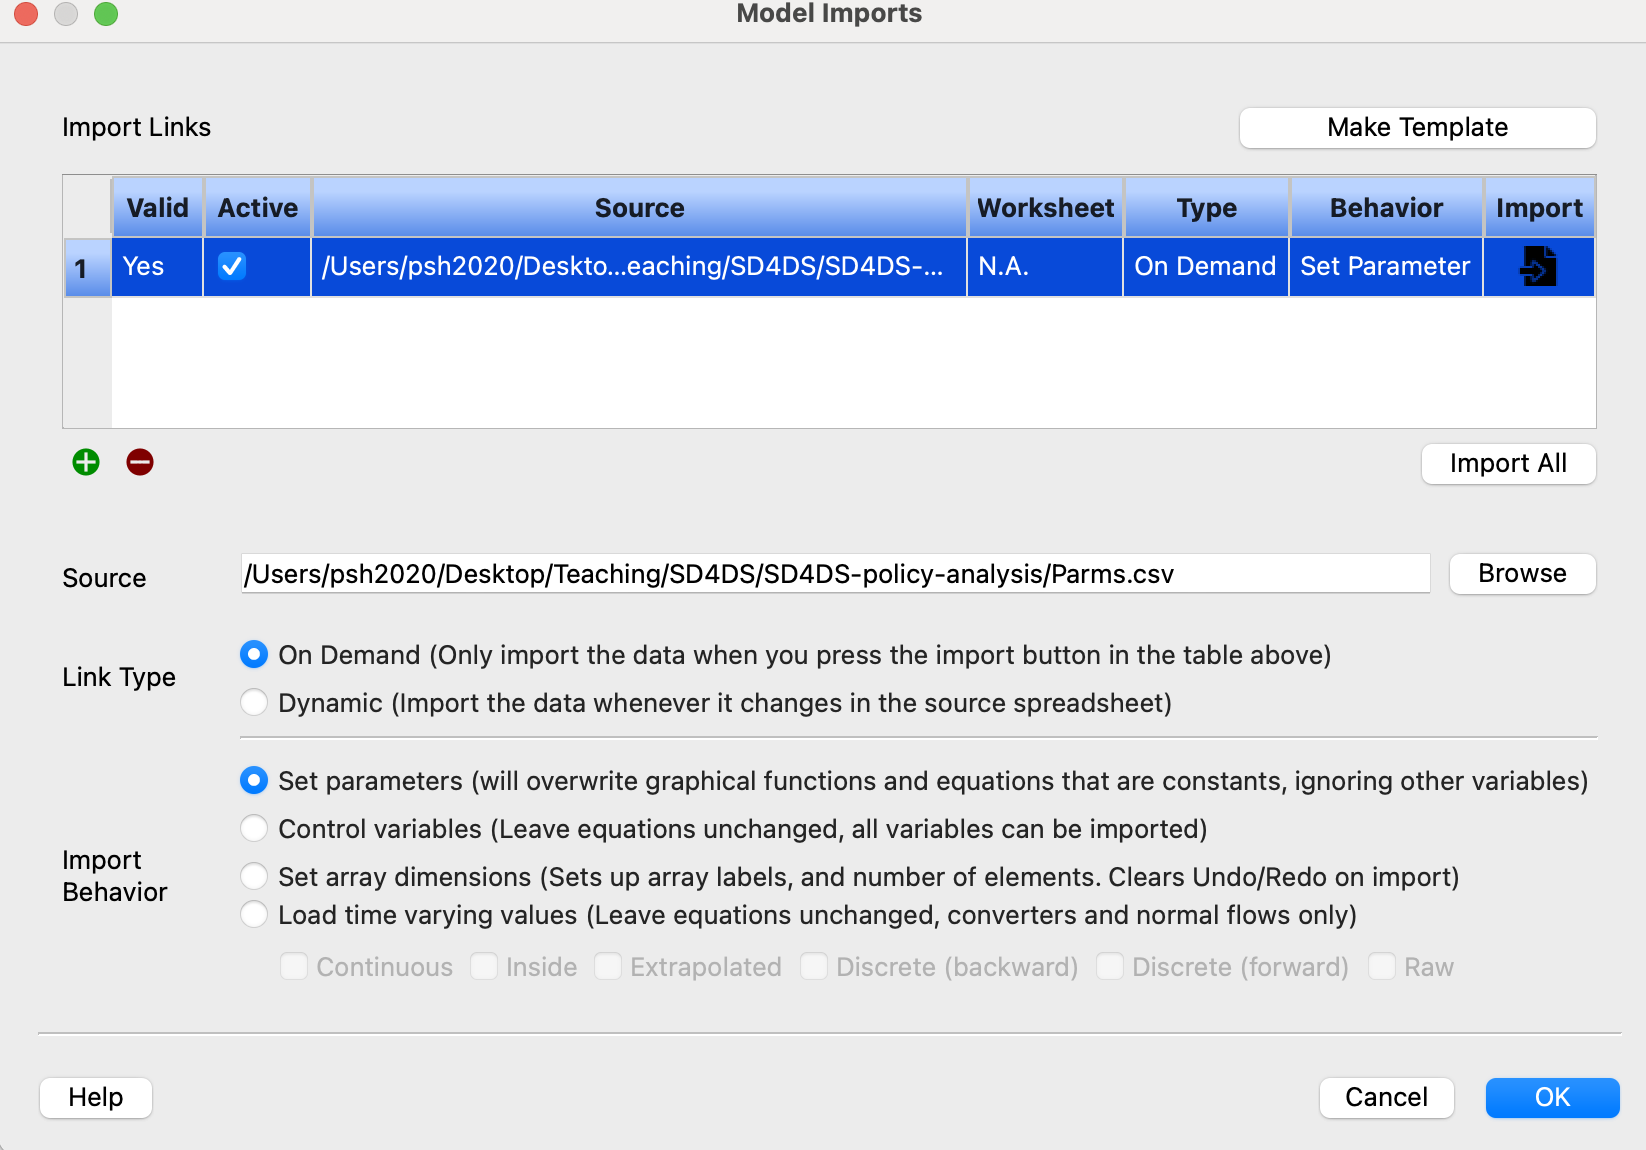 Model Imports
Import Links
Make Template
Valid Active Source Worksheet Type Behavior Import
1 Yes /Users/psh2020/Deskto...eaching/SD4DS/SD4DS-... N.A. On Demand Set Parameter
Import All
Source /Users/psh2020/Desktop/Teaching/SD4DS/SD4DS-policy-analysis/Parms.csv Browse
Link Type
On Demand (Only import the data when you press the import button in the table above)
Dynamic (Import the data whenever it changes in the source spreadsheet)
Import
Behavior
Set parameters (will overwrite graphical functions and equations that are constants, ignoring other variables)
Control variables (Leave equations unchanged, all variables can be imported)
Set array dimensions (Sets up array labels, and number of elements. Clears Undo/Redo on import)
Load time varying values (Leave equations unchanged, converters and normal flows only)
Continuous Inside Extrapolated Discrete (backward) Discrete (forward) Raw
Help Cancel OK